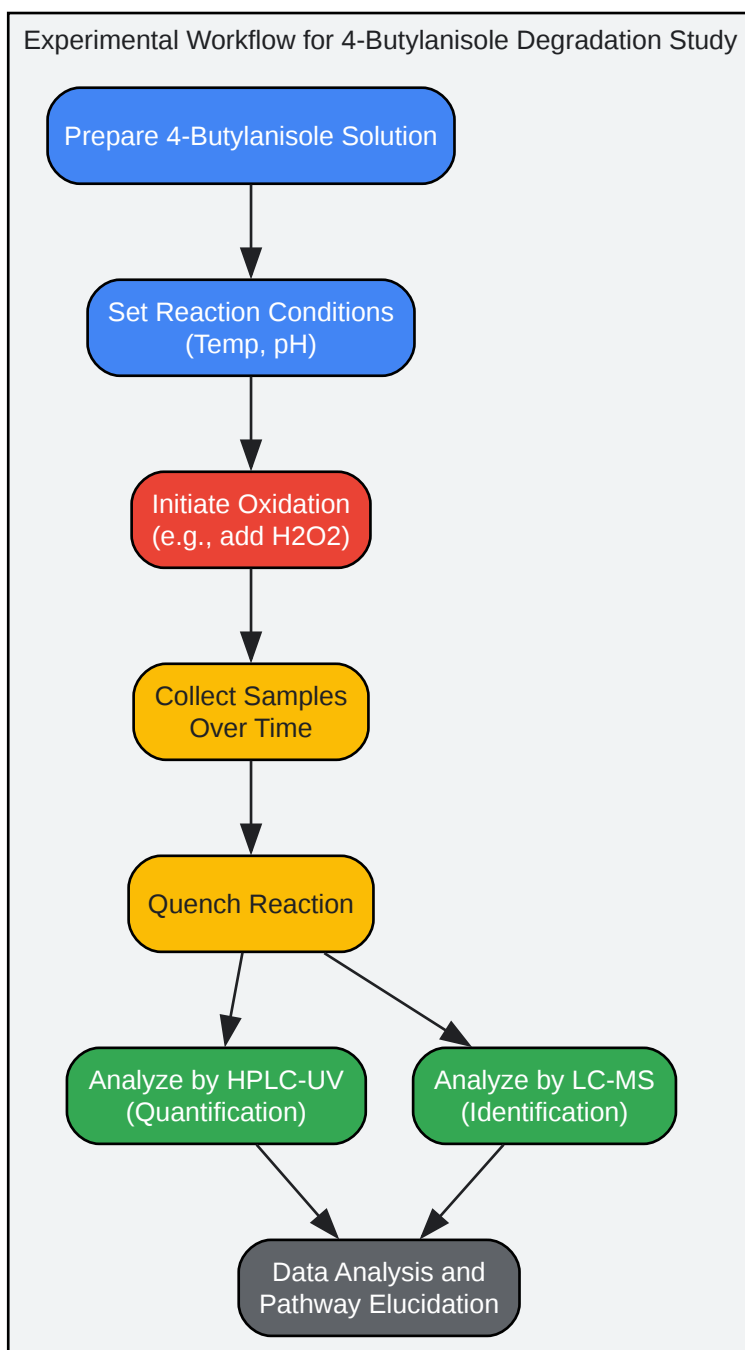 Experimental Workflow for 4-Butylanisole Degradation Study
Prepare 4-Butylanisole Solution
Set Reaction Conditions
(Temp, pH)
Initiate Oxidation
(e.g., add H2O2)
Collect Samples
Over Time
Quench Reaction
Analyze by HPLC-UV
(Quantification)
Analyze by LC-MS
(Identification)
Data Analysis and
Pathway Elucidation